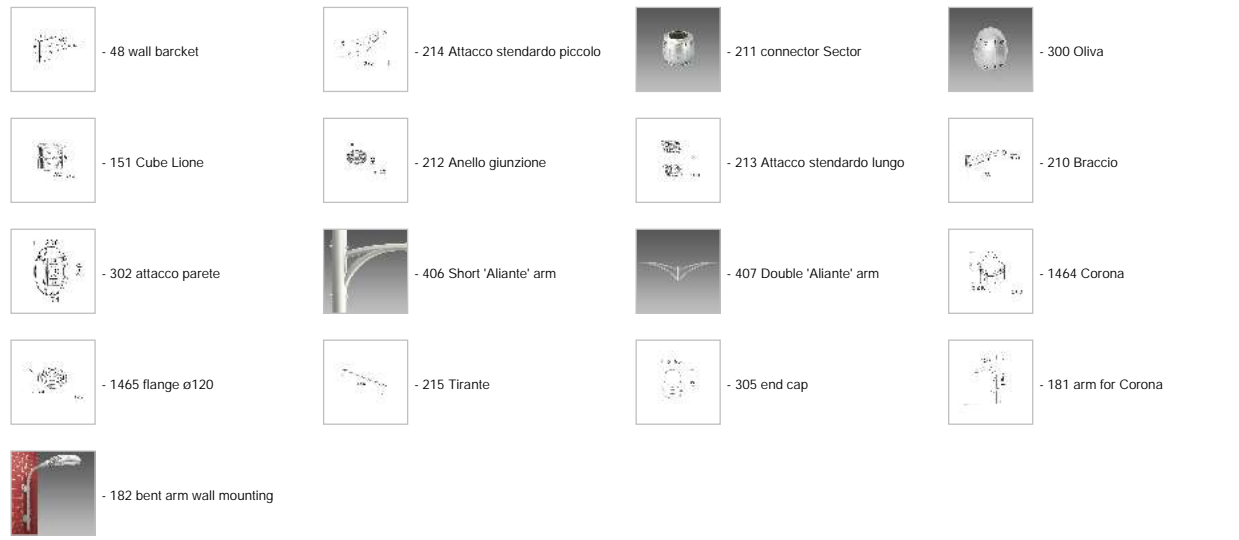 - 48 wall barcket
- 214 Attacco stendardo piccolo
- 211 connector Sector
- 300 Oliva
- 151 Cube Lione
- 212 Anello giunzione
- 213 Attacco stendardo lungo
- 210 Braccio
- 302 attacco parete
- 406 Short 'Aliante' arm
- 407 Double 'Aliante' arm
- 1464 Corona
- 1465 flange ø120
- 215 Tirante
- 305 end cap
- 181 arm for Corona
- 182 bent arm wall mounting